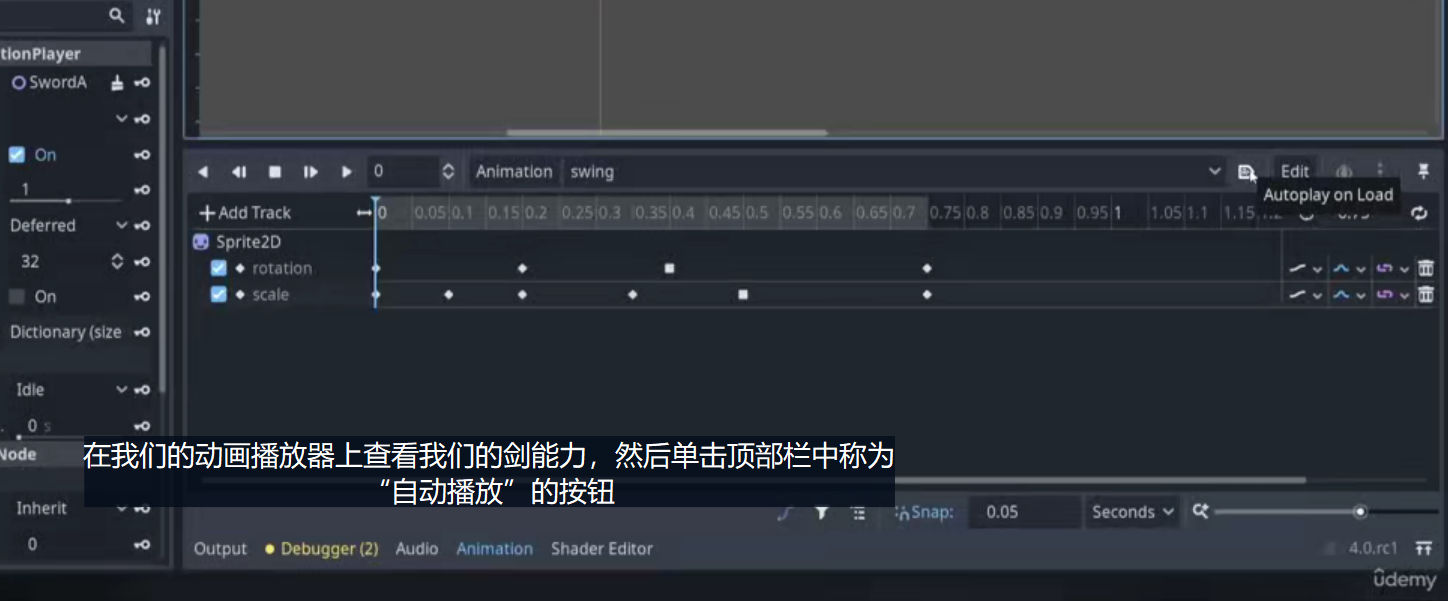 tionPlayer
SwordA
On
1
Deferred
32
On
Dictionary (size
Idle
0 s
Node
Inherit
0
0 Animation swing Edit
Autoplay on Load
Add Track 0 0.05 0.1 0.15 0.2 0.25 0.3 0.35 0.4 0.45 0.5 0.55 0.6 0.65 0.7 0.75 0.8 0.85 0.9 0.95 1 1.05 1.1 1.15
Sprite2D
rotation
scale
在我们的动画播放器上查看我们的剑能力，然后单击顶部栏中称为
“自动播放”的按钮
Snap: 0.05 Seconds
Output Debugger (2) Audio Animation Shader Editor 4.0.rc1
ûdemy